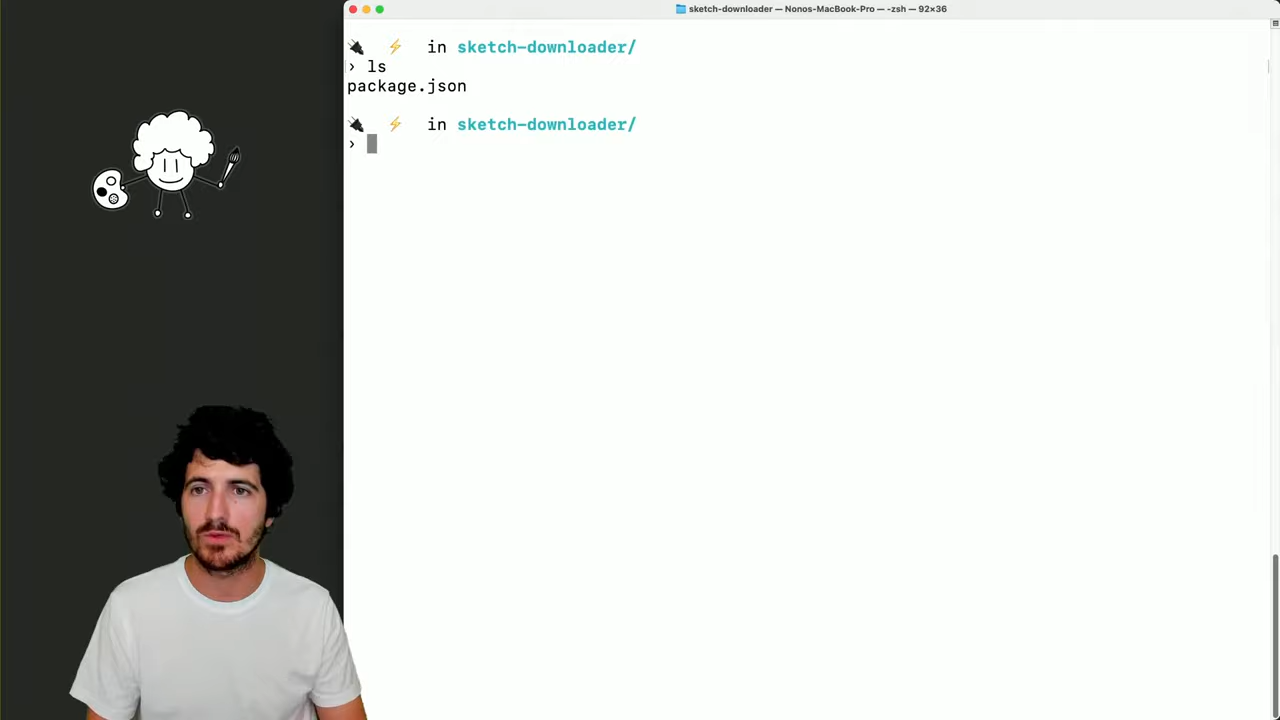 sketch-downloader — Nonos-MacBook-Pro — -zsh — 92×36
in sketch-downloader/
› ls
package.json
in sketch-downloader/
›